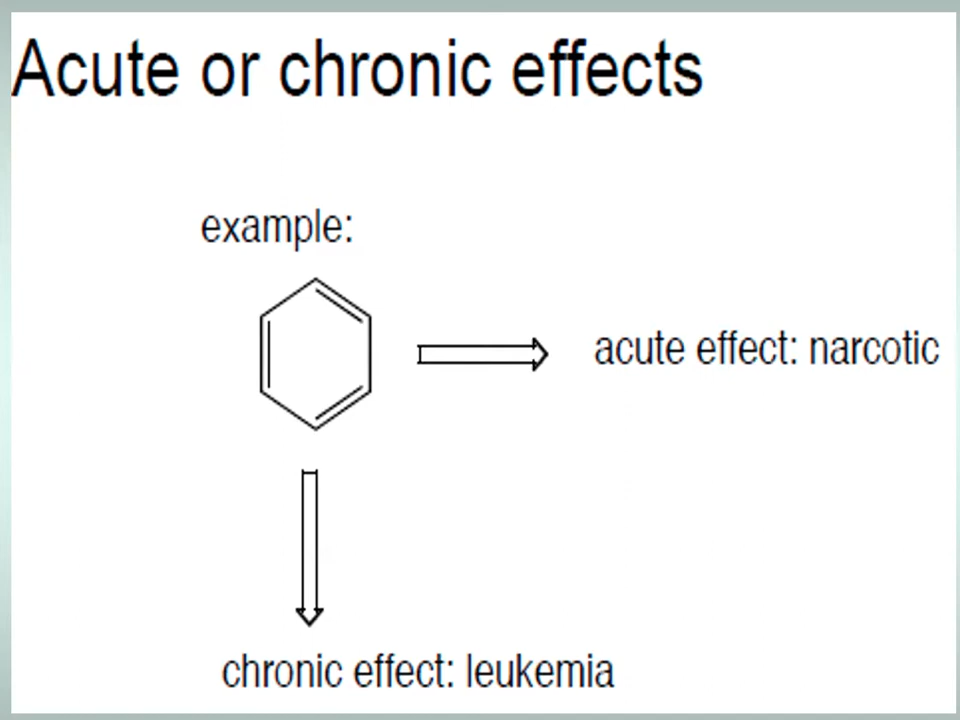 Acute or chronic effects
example:
acute effect: narcotic
chronic effect: leukemia